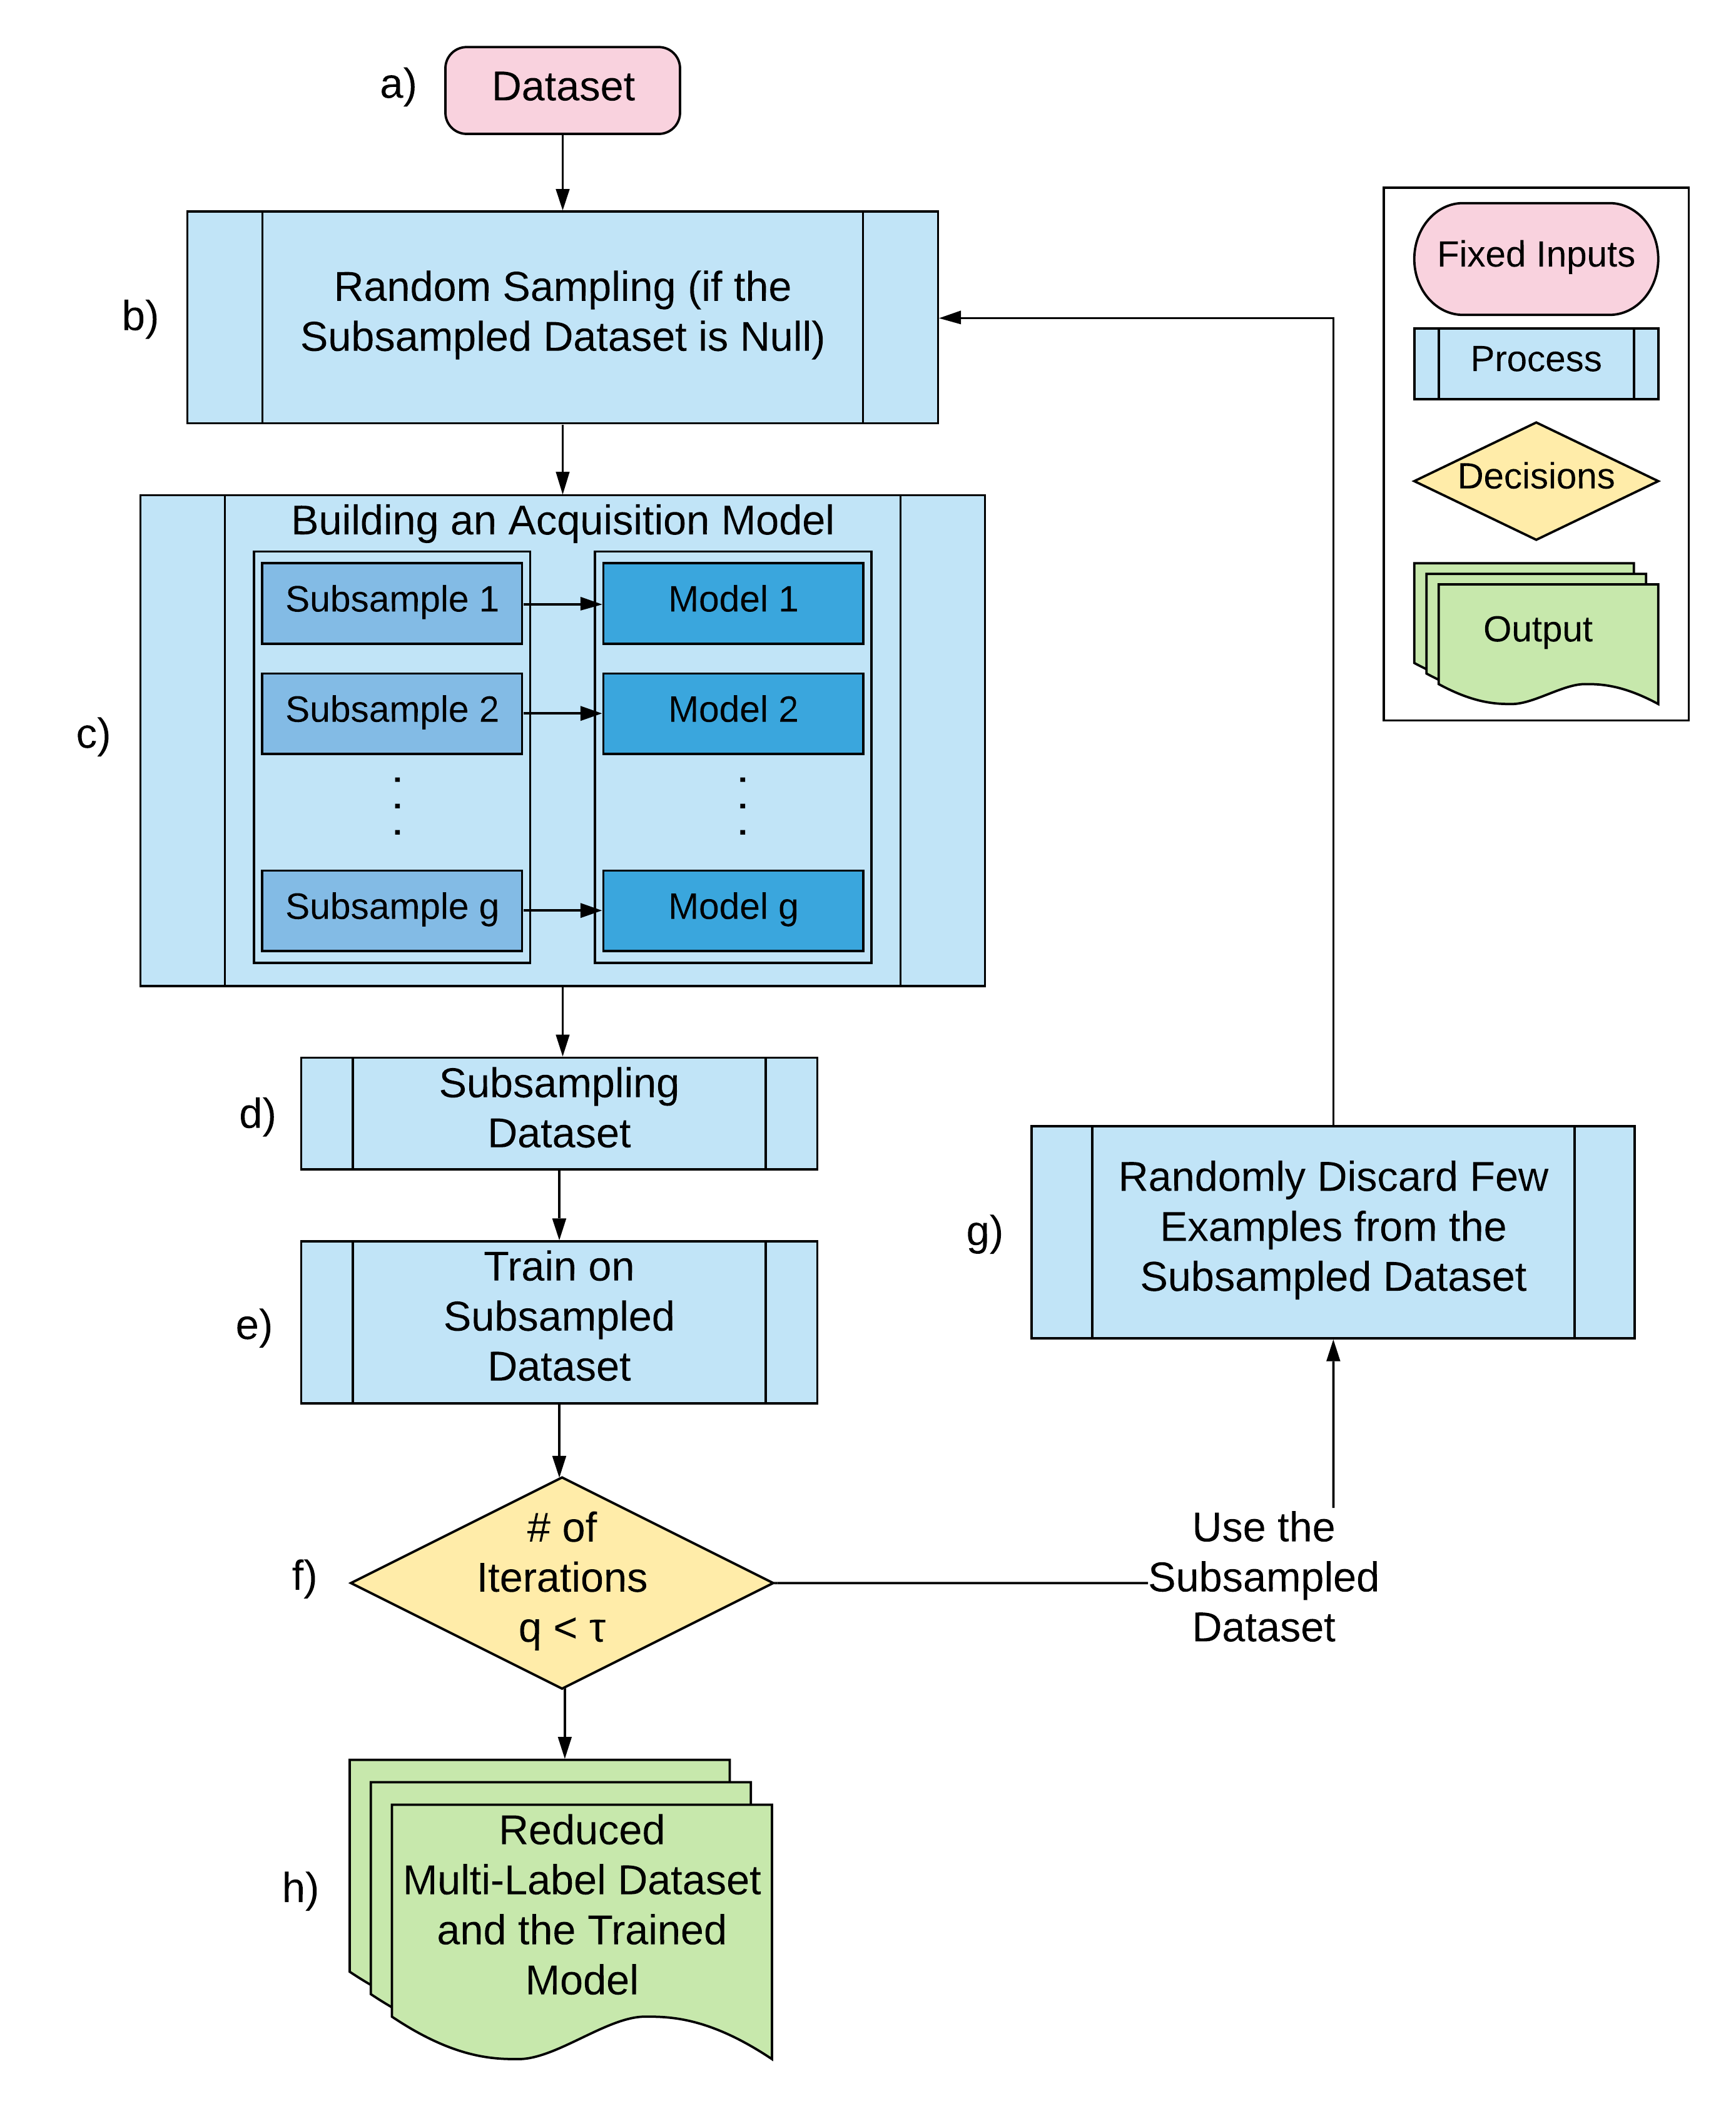 a)
Dataset
b)
Random Sampling (if the
Subsampled Dataset is Null)
c)
Building an Acquisition Model
Subsample 1
Model 1
Subsample 2
Model 2
.
.
.
.
.
.
Subsample g
Model g
d)
Subsampling
Dataset
e)
Train on
Subsampled
Dataset
f)
# of
Iterations
q < τ
Use the
Subsampled
Dataset
g)
Randomly Discard Few
Examples from the
Subsampled Dataset
h)
Reduced
Multi-Label Dataset
and the Trained
Model
Fixed Inputs
Process
Decisions
Output